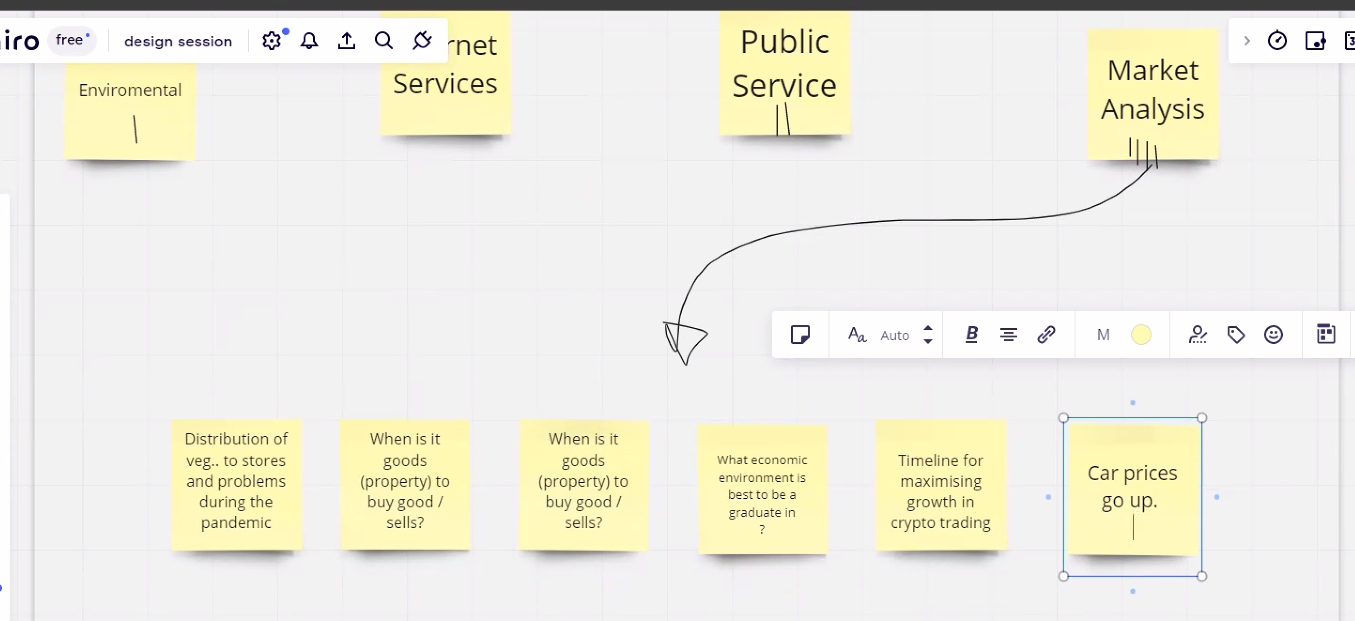 iro free design session
Enviromental
rnet
Services
Public
Service
Market
Analysis
Auto
B
M
Distribution of
veg.. to stores
and problems
during the
pandemic
When is it
goods
(property) to
buy good /
sells?
When is it
goods
(property) to
buy good /
sells?
What economic
environment is
best to be a
graduate in
?
Timeline for
maximising
growth in
crypto trading
Car prices
go up.